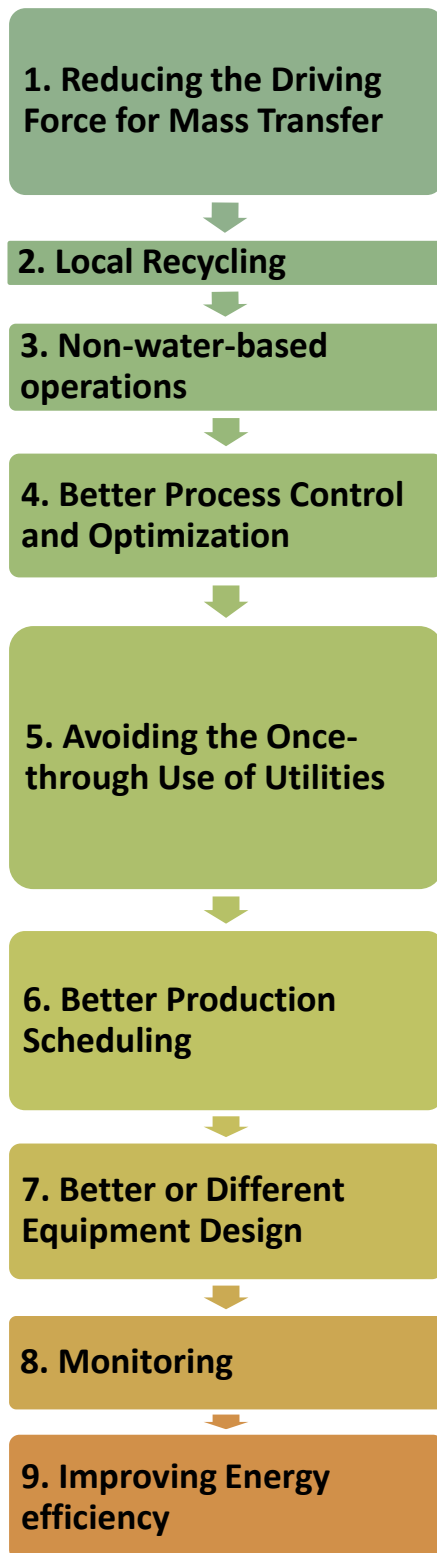 1. Reducing the Driving
Force for Mass Transfer
2. Local Recycling
3. Non-water-based
operations
4. Better Process Control
and Optimization
5. Avoiding the Once-
through Use of Utilities
6. Better Production
Scheduling
7. Better or Different
Equipment Design
8. Monitoring
9. Improving Energy
efficiency